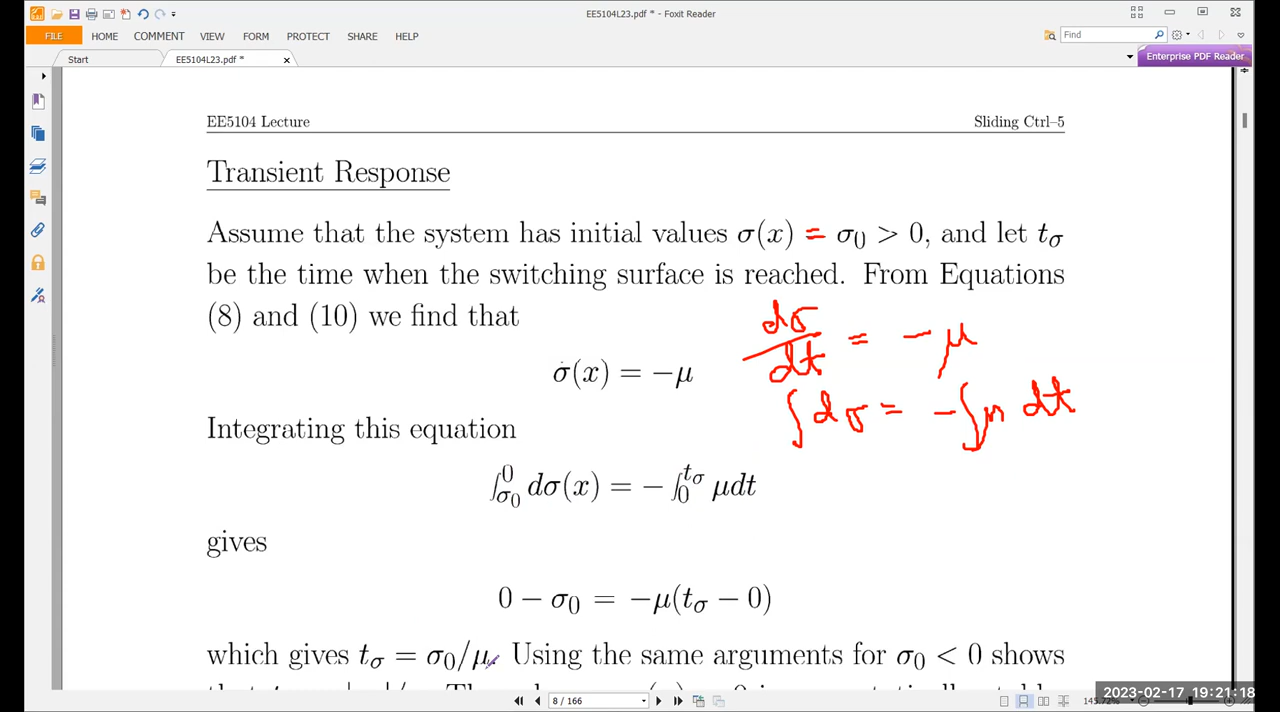 EE5104L23.pdf * - Foxit Reader
FILE HOME COMMENT VIEW FORM PROTECT SHARE HELP
Find
Start EE5104L23.pdf *
Enterprise PDF Reader
EE5104 Lecture Sliding Ctrl–5
Transient Response
Assume that the system has initial values σ(x) = σ₀ > 0, and let t_σ
be the time when the switching surface is reached. From Equations
(8) and (10) we find that
dσ/dt = −μ
σ̇(x) = −μ
∫dσ = −∫μ dt
Integrating this equation
∫_{σ₀}^{0} dσ(x) = − ∫_{0}^{t_σ} μdt
gives
0 − σ₀ = −μ(t_σ − 0)
which gives t_σ = σ₀/μ. Using the same arguments for σ₀ < 0 shows
8 / 166
2023-02-17 19:21:18